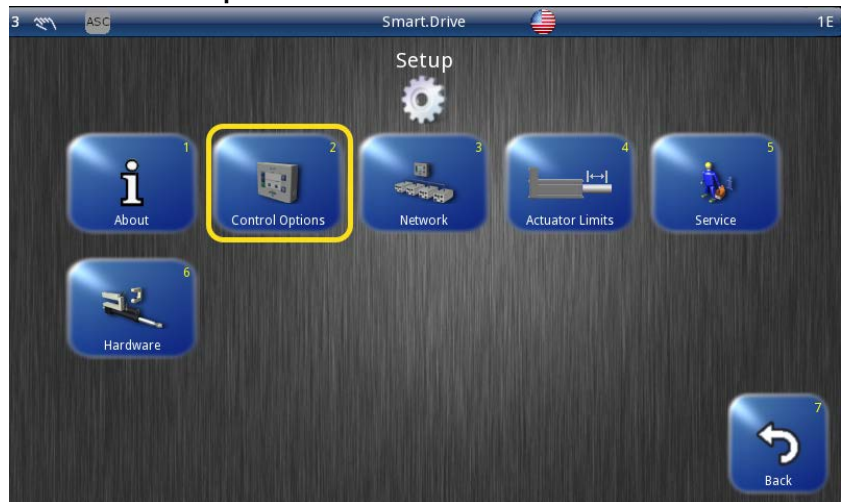 3 ASC Smart.Drive 1E
Setup
1 2 3 4 5
About Control Options Network Actuator Limits Service
6
Hardware
7
Back